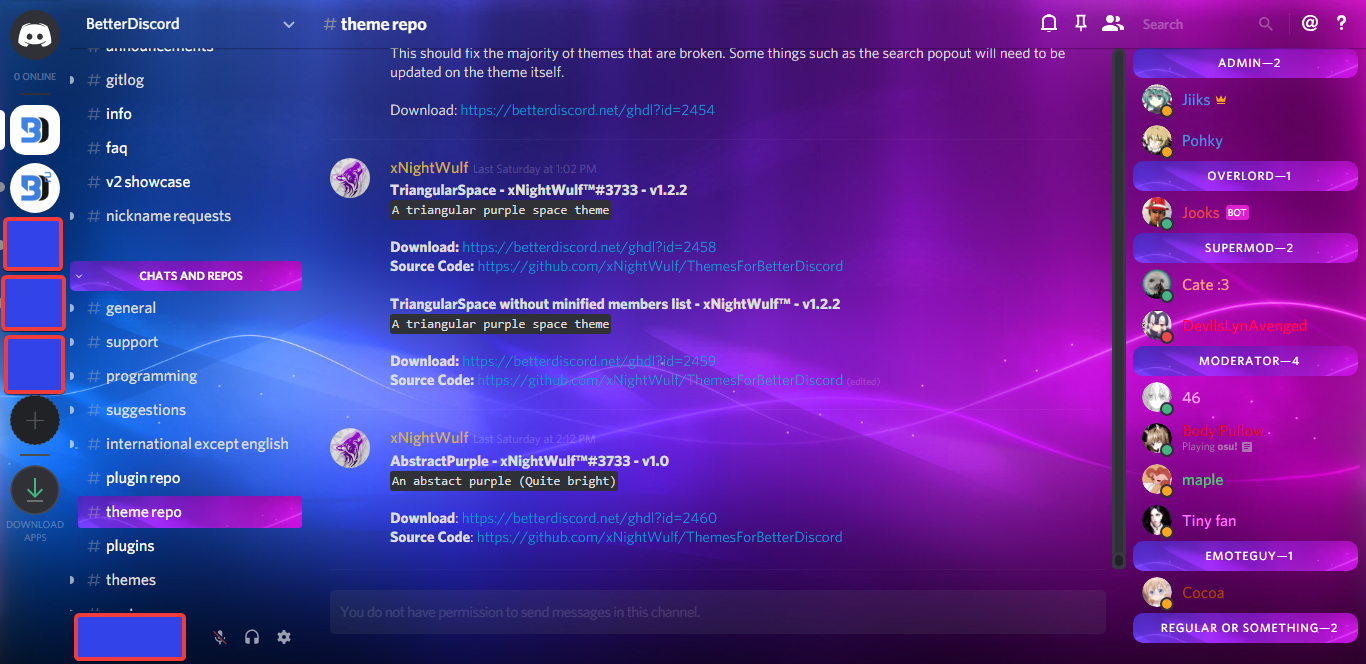 BetterDiscord
# theme repo
Search
@
?
0 ONLINE
DOWNLOAD
APPS
announcements
# gitlog
# info
# faq
# v2 showcase
# nickname requests
CHATS AND REPOS
# general
# support
# programming
# suggestions
# international except english
# plugin repo
# theme repo
# plugins
# themes
This should fix the majority of themes that are broken. Some things such as the search popout will need to be
updated on the theme itself.
Download: https://betterdiscord.net/ghdl?id=2454
xNightWulf Last Saturday at 1:02 PM
TriangularSpace - xNightWulf™#3733 - v1.2.2
A triangular purple space theme
Download: https://betterdiscord.net/ghdl?id=2458
Source Code: https://github.com/xNightWulf/ThemesForBetterDiscord
TriangularSpace without minified members list - xNightWulf™ - v1.2.2
A triangular purple space theme
Download: https://betterdiscord.net/ghdl?id=2459
Source Code: https://github.com/xNightWulf/ThemesForBetterDiscord (edited)
xNightWulf Last Saturday at 2:12 PM
AbstractPurple - xNightWulf™#3733 - v1.0
An abstact purple (Quite bright)
Download: https://betterdiscord.net/ghdl?id=2460
Source Code: https://github.com/xNightWulf/ThemesForBetterDiscord
You do not have permission to send messages in this channel.
ADMIN—2
Jiiks
Pohky
OVERLORD—1
Jooks BOT
SUPERMOD—2
Cate :3
DevilsLynAvenged
MODERATOR—4
46
Playing osu!
maple
Tiny fan
EMOTEGUY—1
Cocoa
REGULAR OR SOMETHING—2